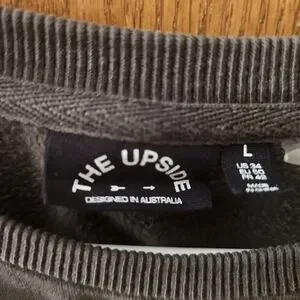 THE UPSIDE
DESIGNED IN AUSTRALIA
L
US 34
EU 50
FR 42